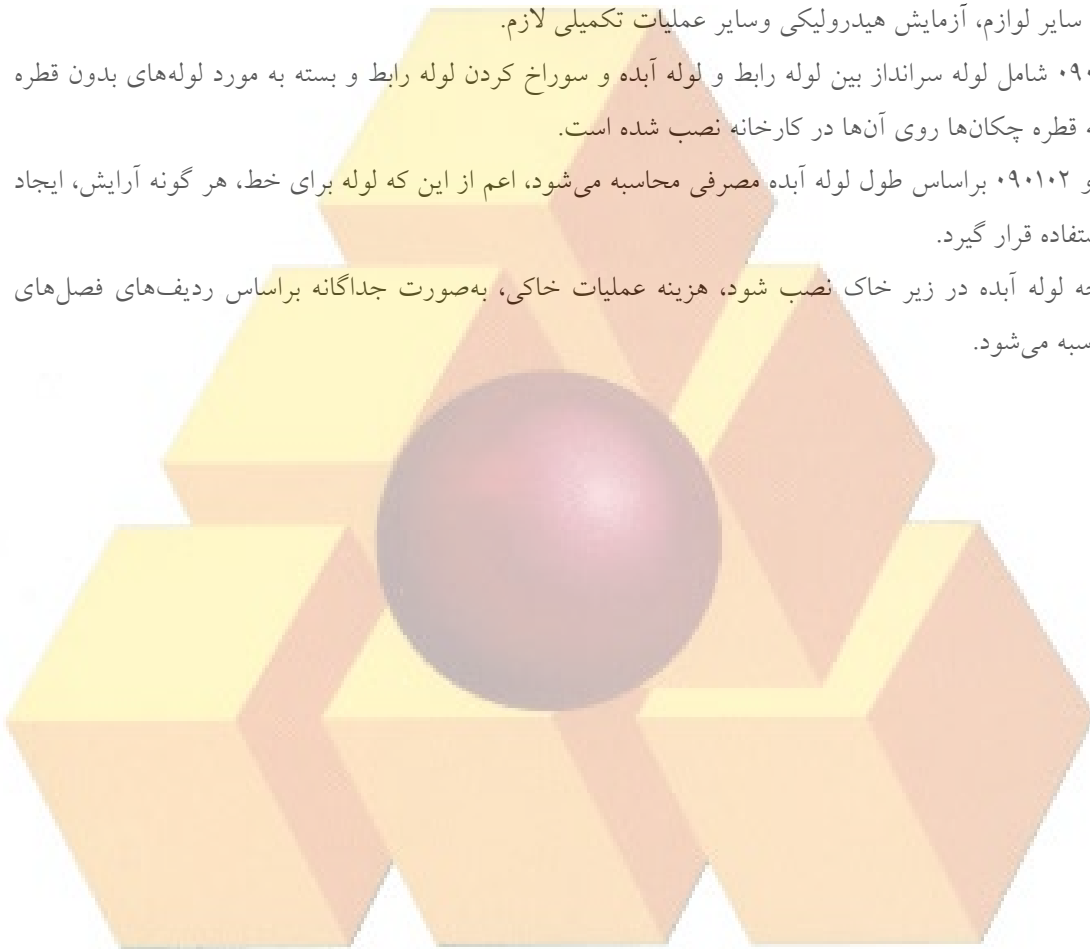 سایر لوازم، آزمایش هیدرولیکی وسایر عملیات تکمیلی لازم.
شامل لوله سرانداز بین لوله رابط و لوله آبده و سوراخ کردن لوله رابط و بسته به مورد لوله‌های بدون قطره
قطره چکان‌ها روی آن‌ها در کارخانه نصب شده است.
و ۰۹۰۱۰۲ براساس طول لوله آبده مصرفی محاسبه می‌شود، اعم از این که لوله برای خط، هر گونه آرایش، ایجاد
قرار گیرد.
لوله آبده در زیر خاک نصب شود، هزینه عملیات خاکی، به‌صورت جداگانه براساس ردیف‌های فصل‌های
می‌شود.